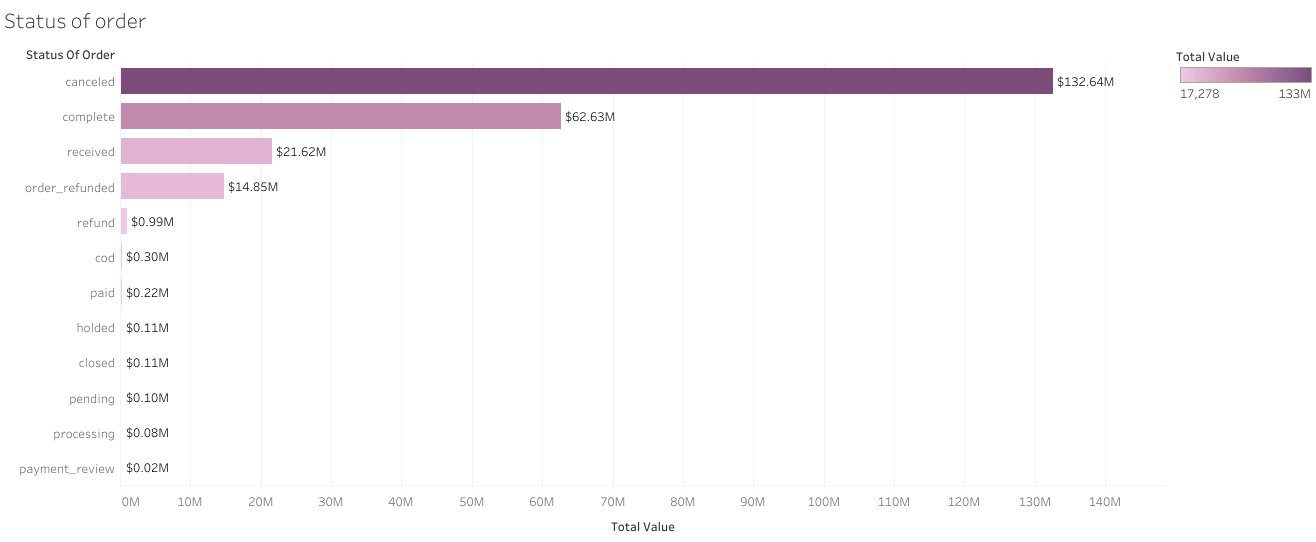 Status of order
Status Of Order
canceled $132.64M
complete $62.63M
received $21.62M
order_refunded $14.85M
refund $0.99M
cod $0.30M
paid $0.22M
holded $0.11M
closed $0.11M
pending $0.10M
processing $0.08M
payment_review $0.02M
0M 10M 20M 30M 40M 50M 60M 70M 80M 90M 100M 110M 120M 130M 140M
Total Value
Total Value
17,278 133M